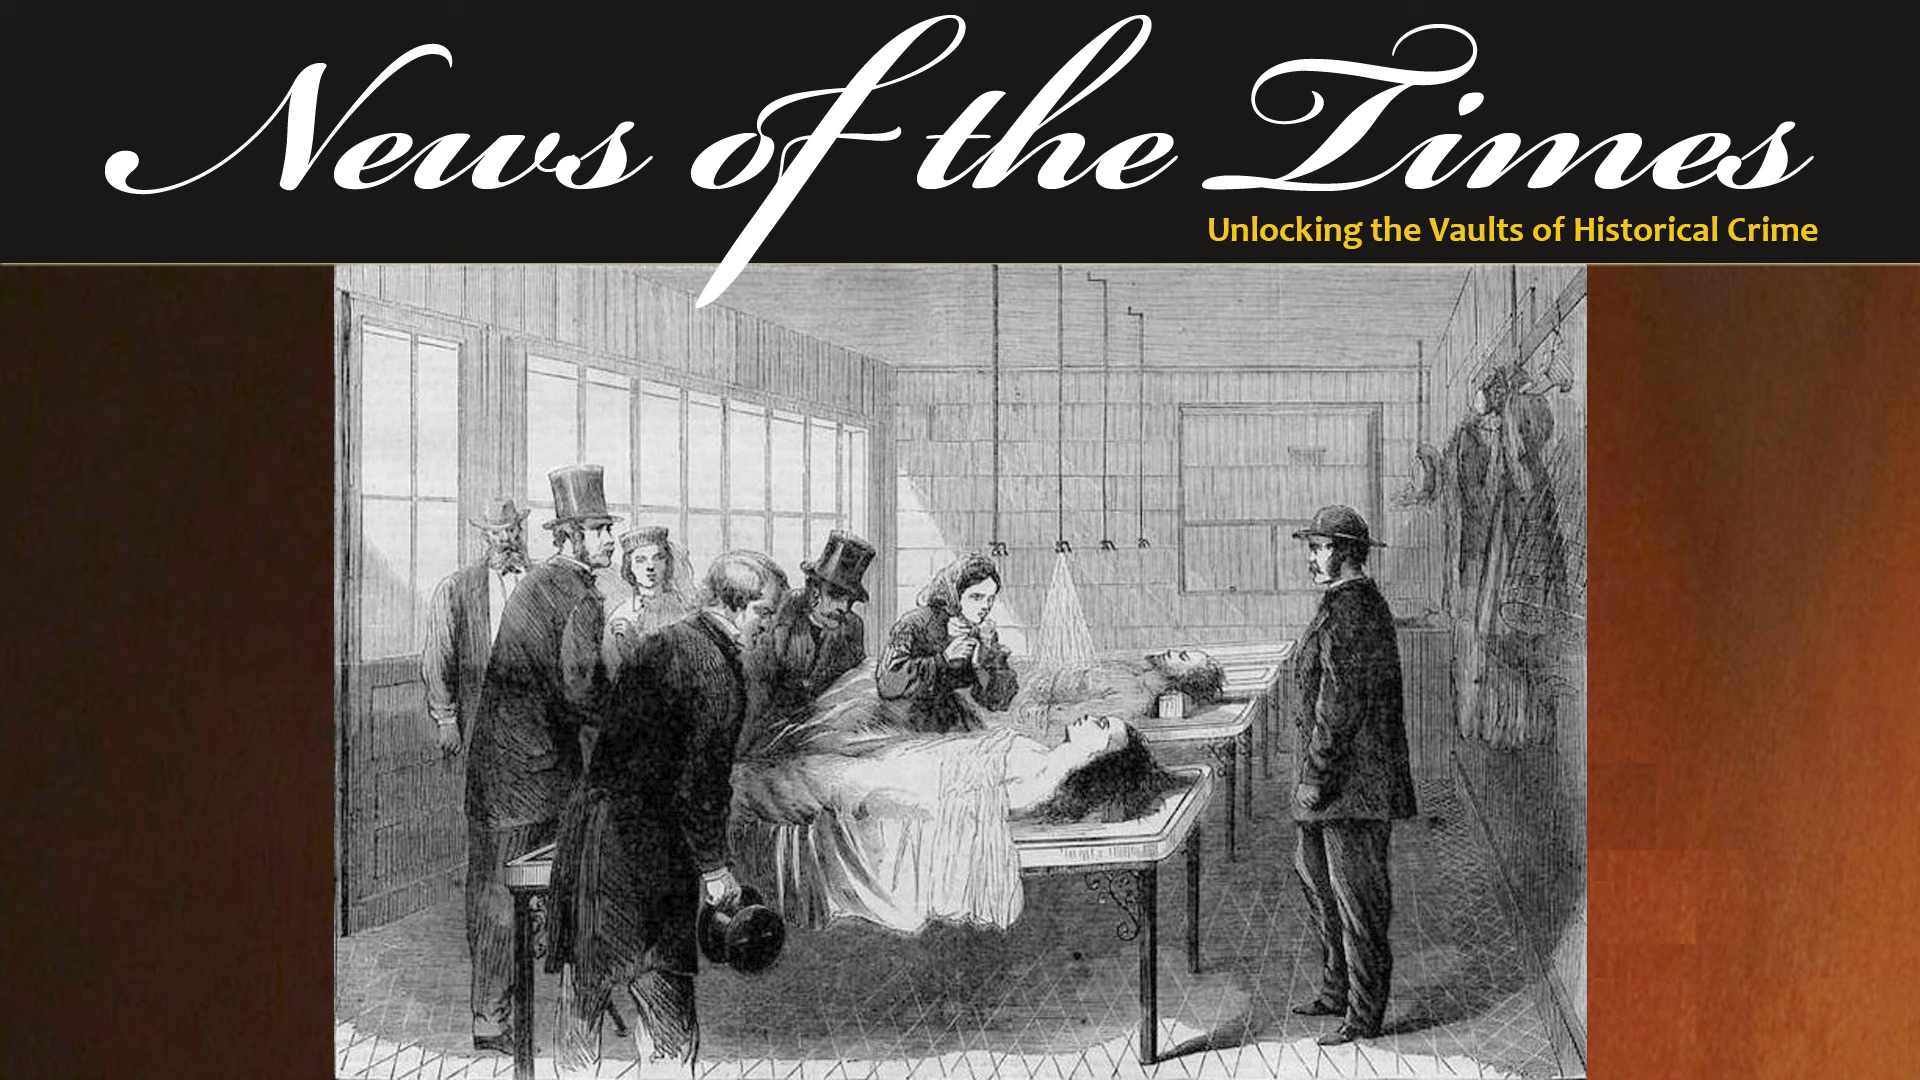 News of the Times
Unlocking the Vaults of Historical Crime